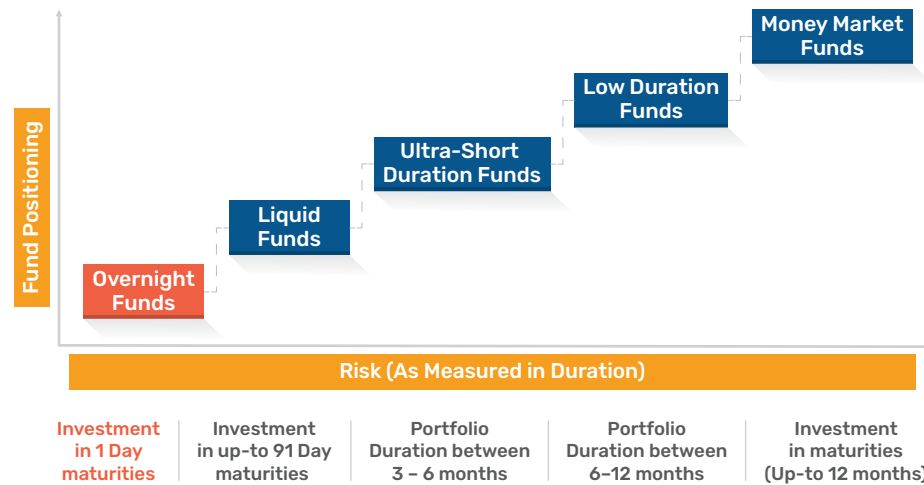 Money Market
Funds
Low Duration
Funds
Ultra-Short
Duration Funds
Liquid
Funds
Overnight
Funds
Fund Positioning
Risk (As Measured in Duration)
Investment
in 1 Day
maturities
Investment
in up-to 91 Day
maturities
Portfolio
Duration between
3 – 6 months
Portfolio
Duration between
6–12 months
Investment
in maturities
(Up-to 12 months)